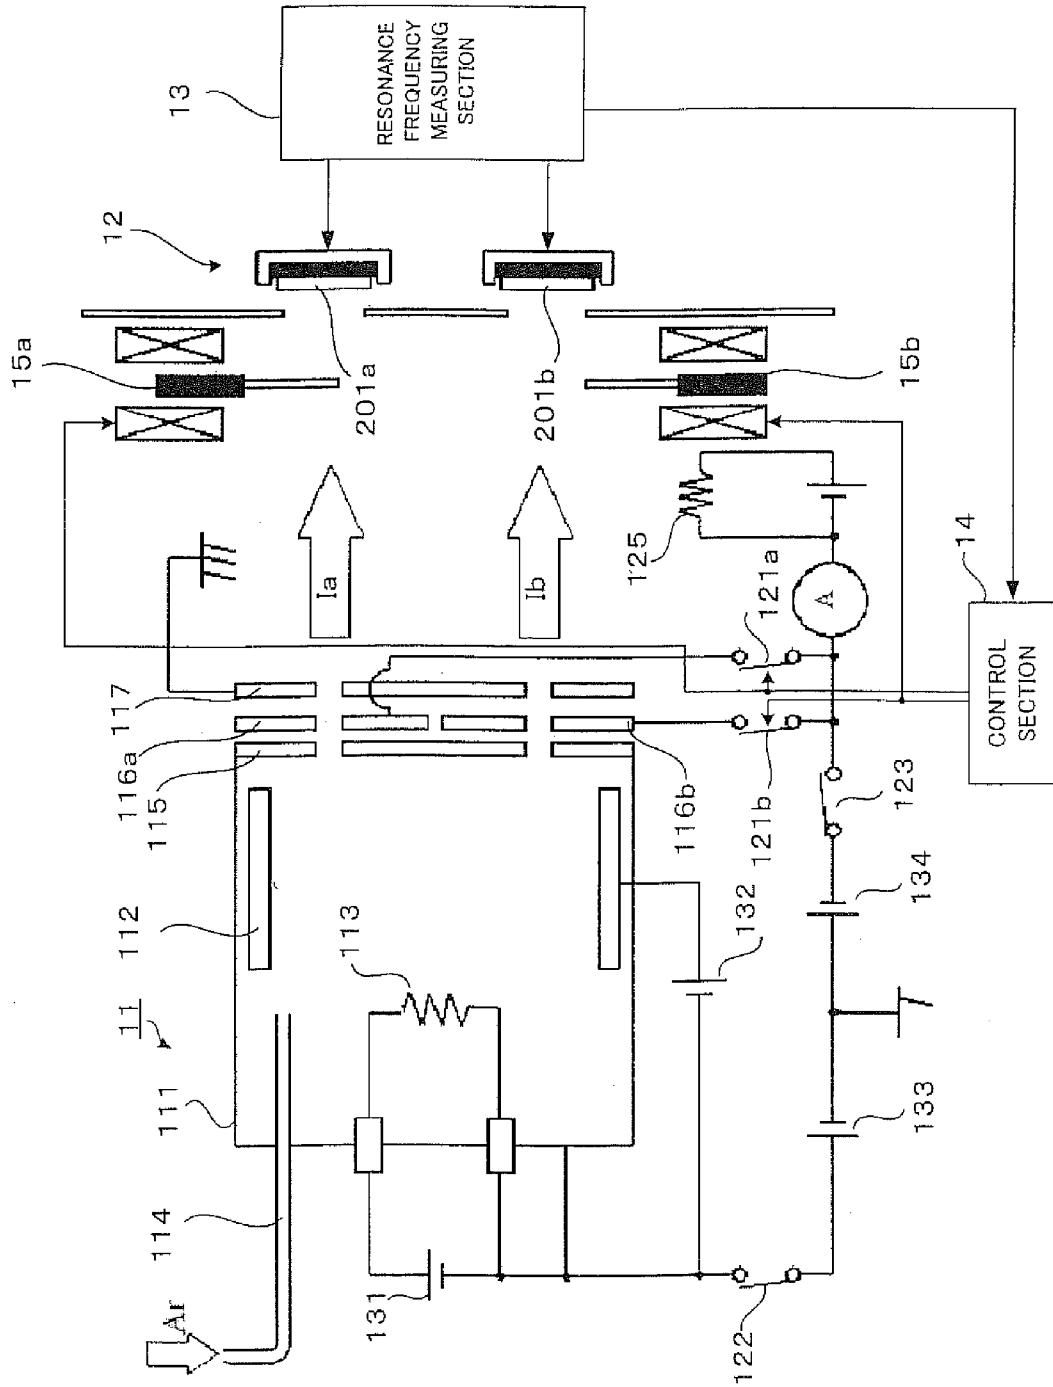 13
RESONANCE
FREQUENCY
MEASURING
SECTION
12
15a
201a
201b
15b
Ia
Ib
125
121a
A
14
CONTROL
SECTION
117
116a
115
116b
121b
123
112
113
132
134
11
111
114
Ar
131
133
122